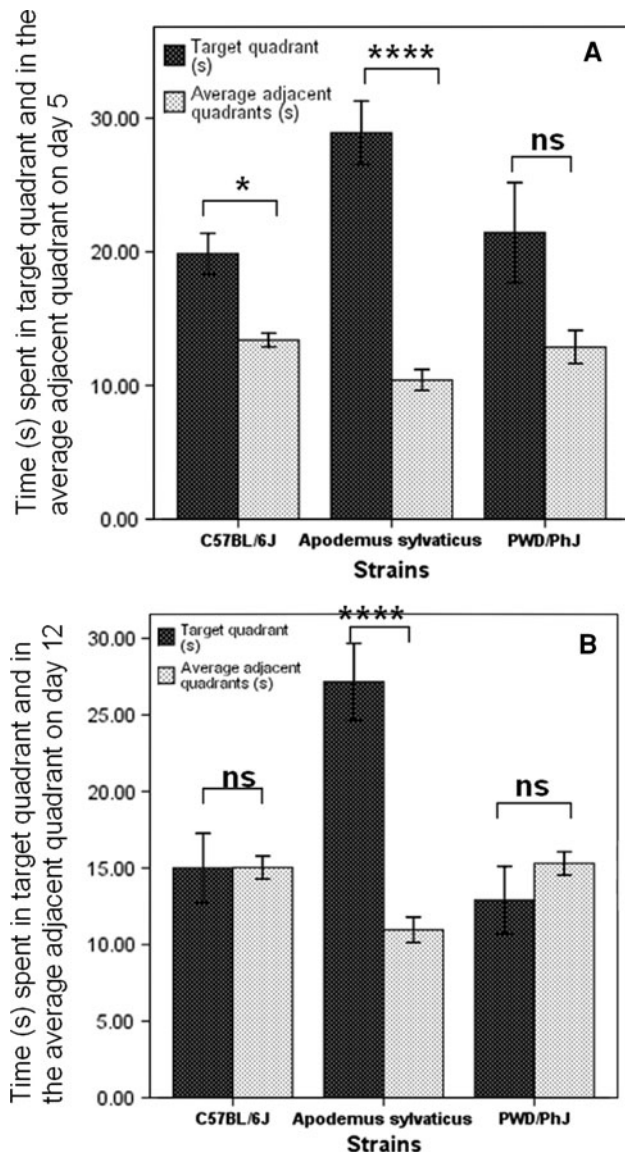 Time (s) spent in target quadrant and in the
average adjacent quadrant on day 5
A
Target quadrant
(s)
Average adjacent
quadrants (s)
*
****
ns
30.00
20.00
10.00
0.00
C57BL/6J
Apodemus sylvaticus
PWD/PhJ
Strains
Time (s) spent in target quadrant and in
the average adjacent quadrant on day 12
B
Target quadrant
(s)
Average adjacent
quadrants (s)
ns
****
ns
30.00
25.00
20.00
15.00
10.00
5.00
0.00
C57BL/6J
Apodemus sylvaticus
PWD/PhJ
Strains